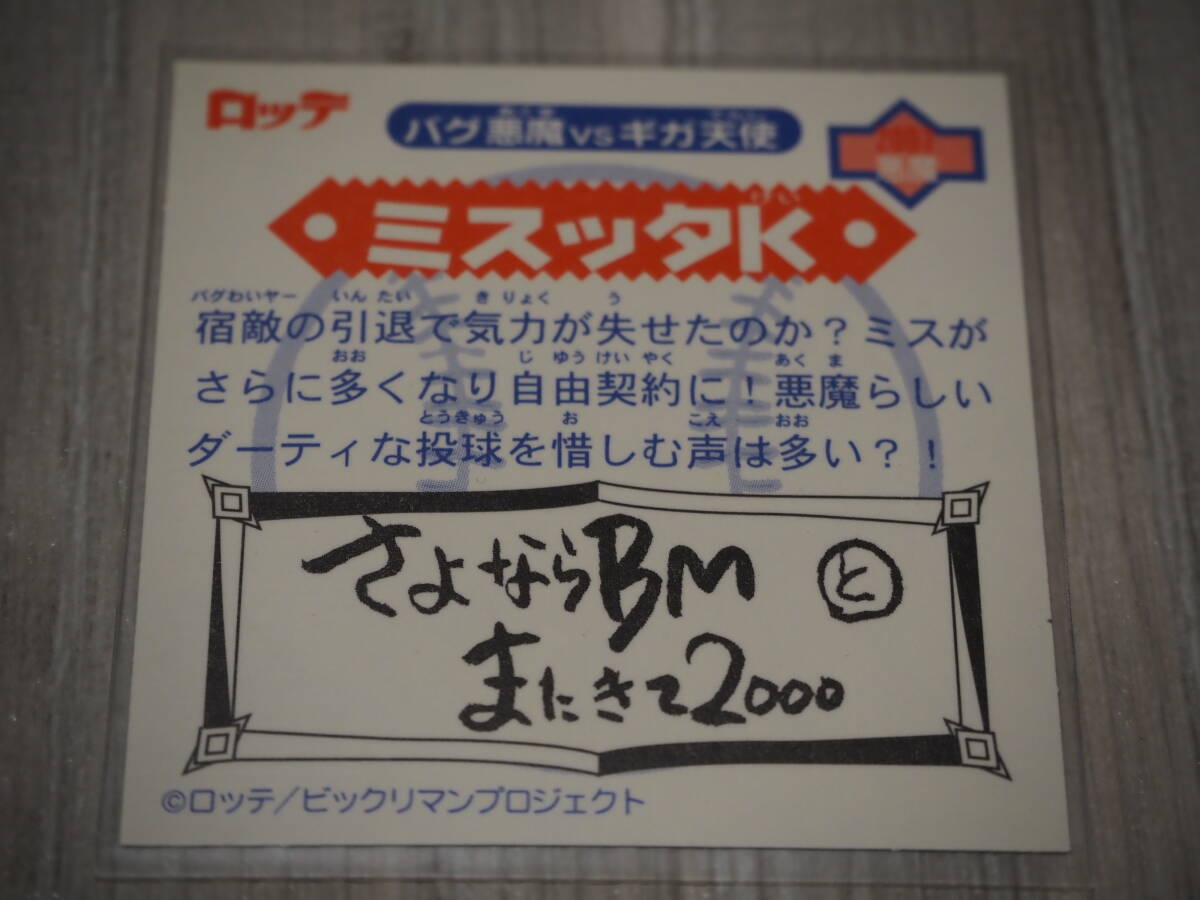 ロッテ
バグ悪魔vsギガ天使
ミスッタK
宿敵の引退で気力が失せたのか？ミスが
さらに多くなり自由契約に！悪魔らしい
ダーティな投球を惜しむ声は多い？！
さよならBM と
まにきて2000
©ロッテ/ビックリマンプロジェクト